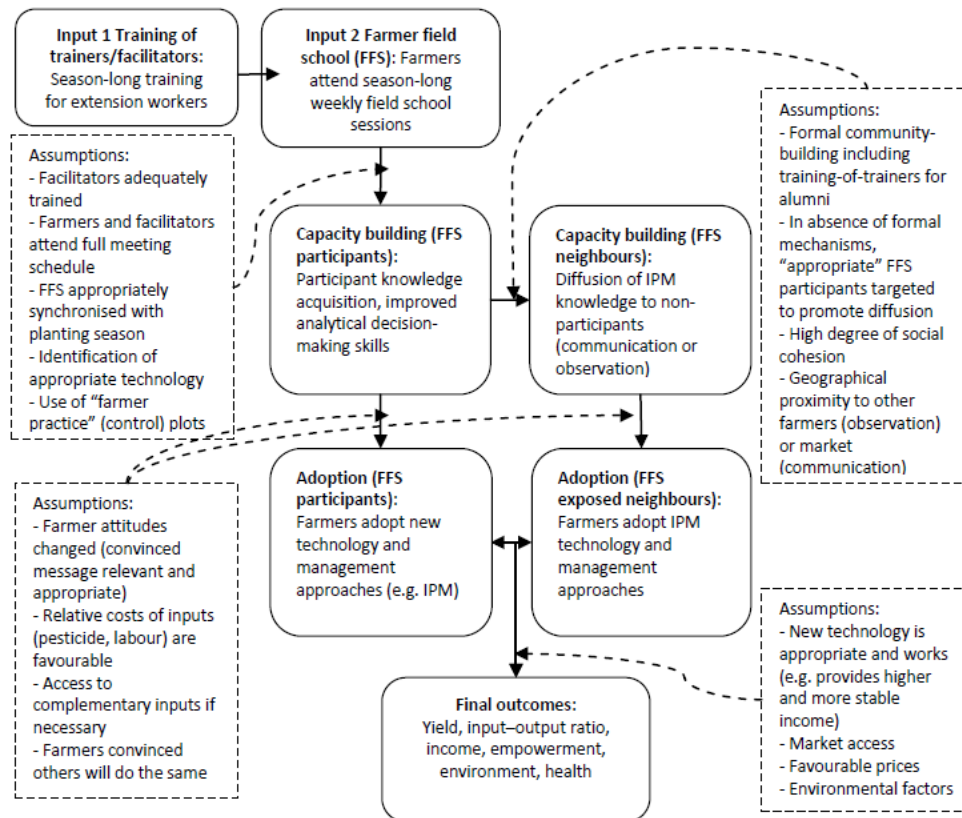 Input 1 Training of
trainers/facilitators:
Season-long training
for extension workers
Input 2 Farmer field
school (FFS): Farmers
attend season-long
weekly field school
sessions
Assumptions:
- Facilitators adequately
trained
- Farmers and facilitators
attend full meeting
schedule
- FFS appropriately
synchronised with
planting season
- Identification of
appropriate technology
- Use of “farmer
practice” (control) plots
Capacity building (FFS
participants):
Participant knowledge
acquisition, improved
analytical decision-
making skills
Capacity building (FFS
neighbours):
Diffusion of IPM
knowledge to non-
participants
(communication or
observation)
Assumptions:
- Formal community-
building including
training-of-trainers for
alumni
- In absence of formal
mechanisms,
“appropriate” FFS
participants targeted
to promote diffusion
- High degree of social
cohesion
- Geographical
proximity to other
farmers (observation)
or market
(communication)
Assumptions:
- Farmer attitudes
changed (convinced
message relevant and
appropriate)
- Relative costs of inputs
(pesticide, labour) are
favourable
- Access to
complementary inputs if
necessary
- Farmers convinced
others will do the same
Adoption (FFS
participants):
Farmers adopt new
technology and
management
approaches (e.g. IPM)
Adoption (FFS
exposed neighbours):
Farmers adopt IPM
technology and
management
approaches
Assumptions:
- New technology is
appropriate and works
(e.g. provides higher
and more stable
income)
- Market access
- Favourable prices
- Environmental factors
Final outcomes:
Yield, input–output ratio,
income, empowerment,
environment, health